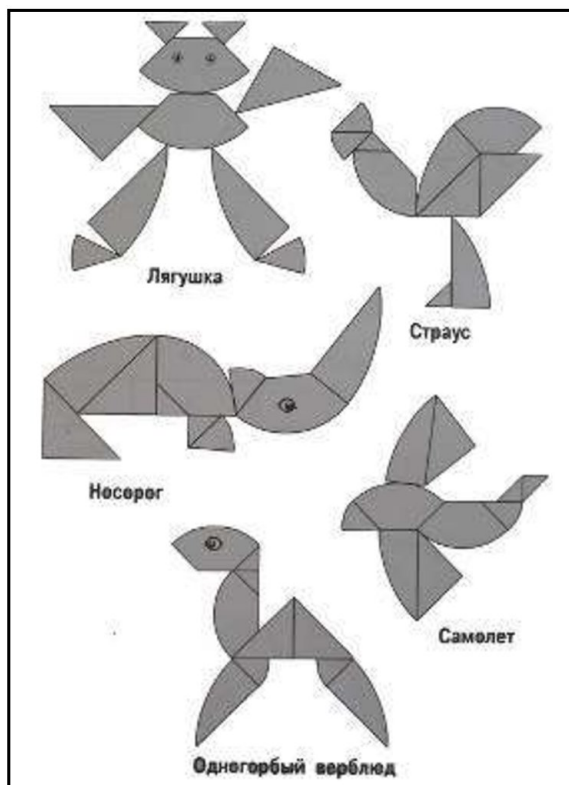 Лягушка
Страус
Носорог
Самолет
Одногорбый верблюд